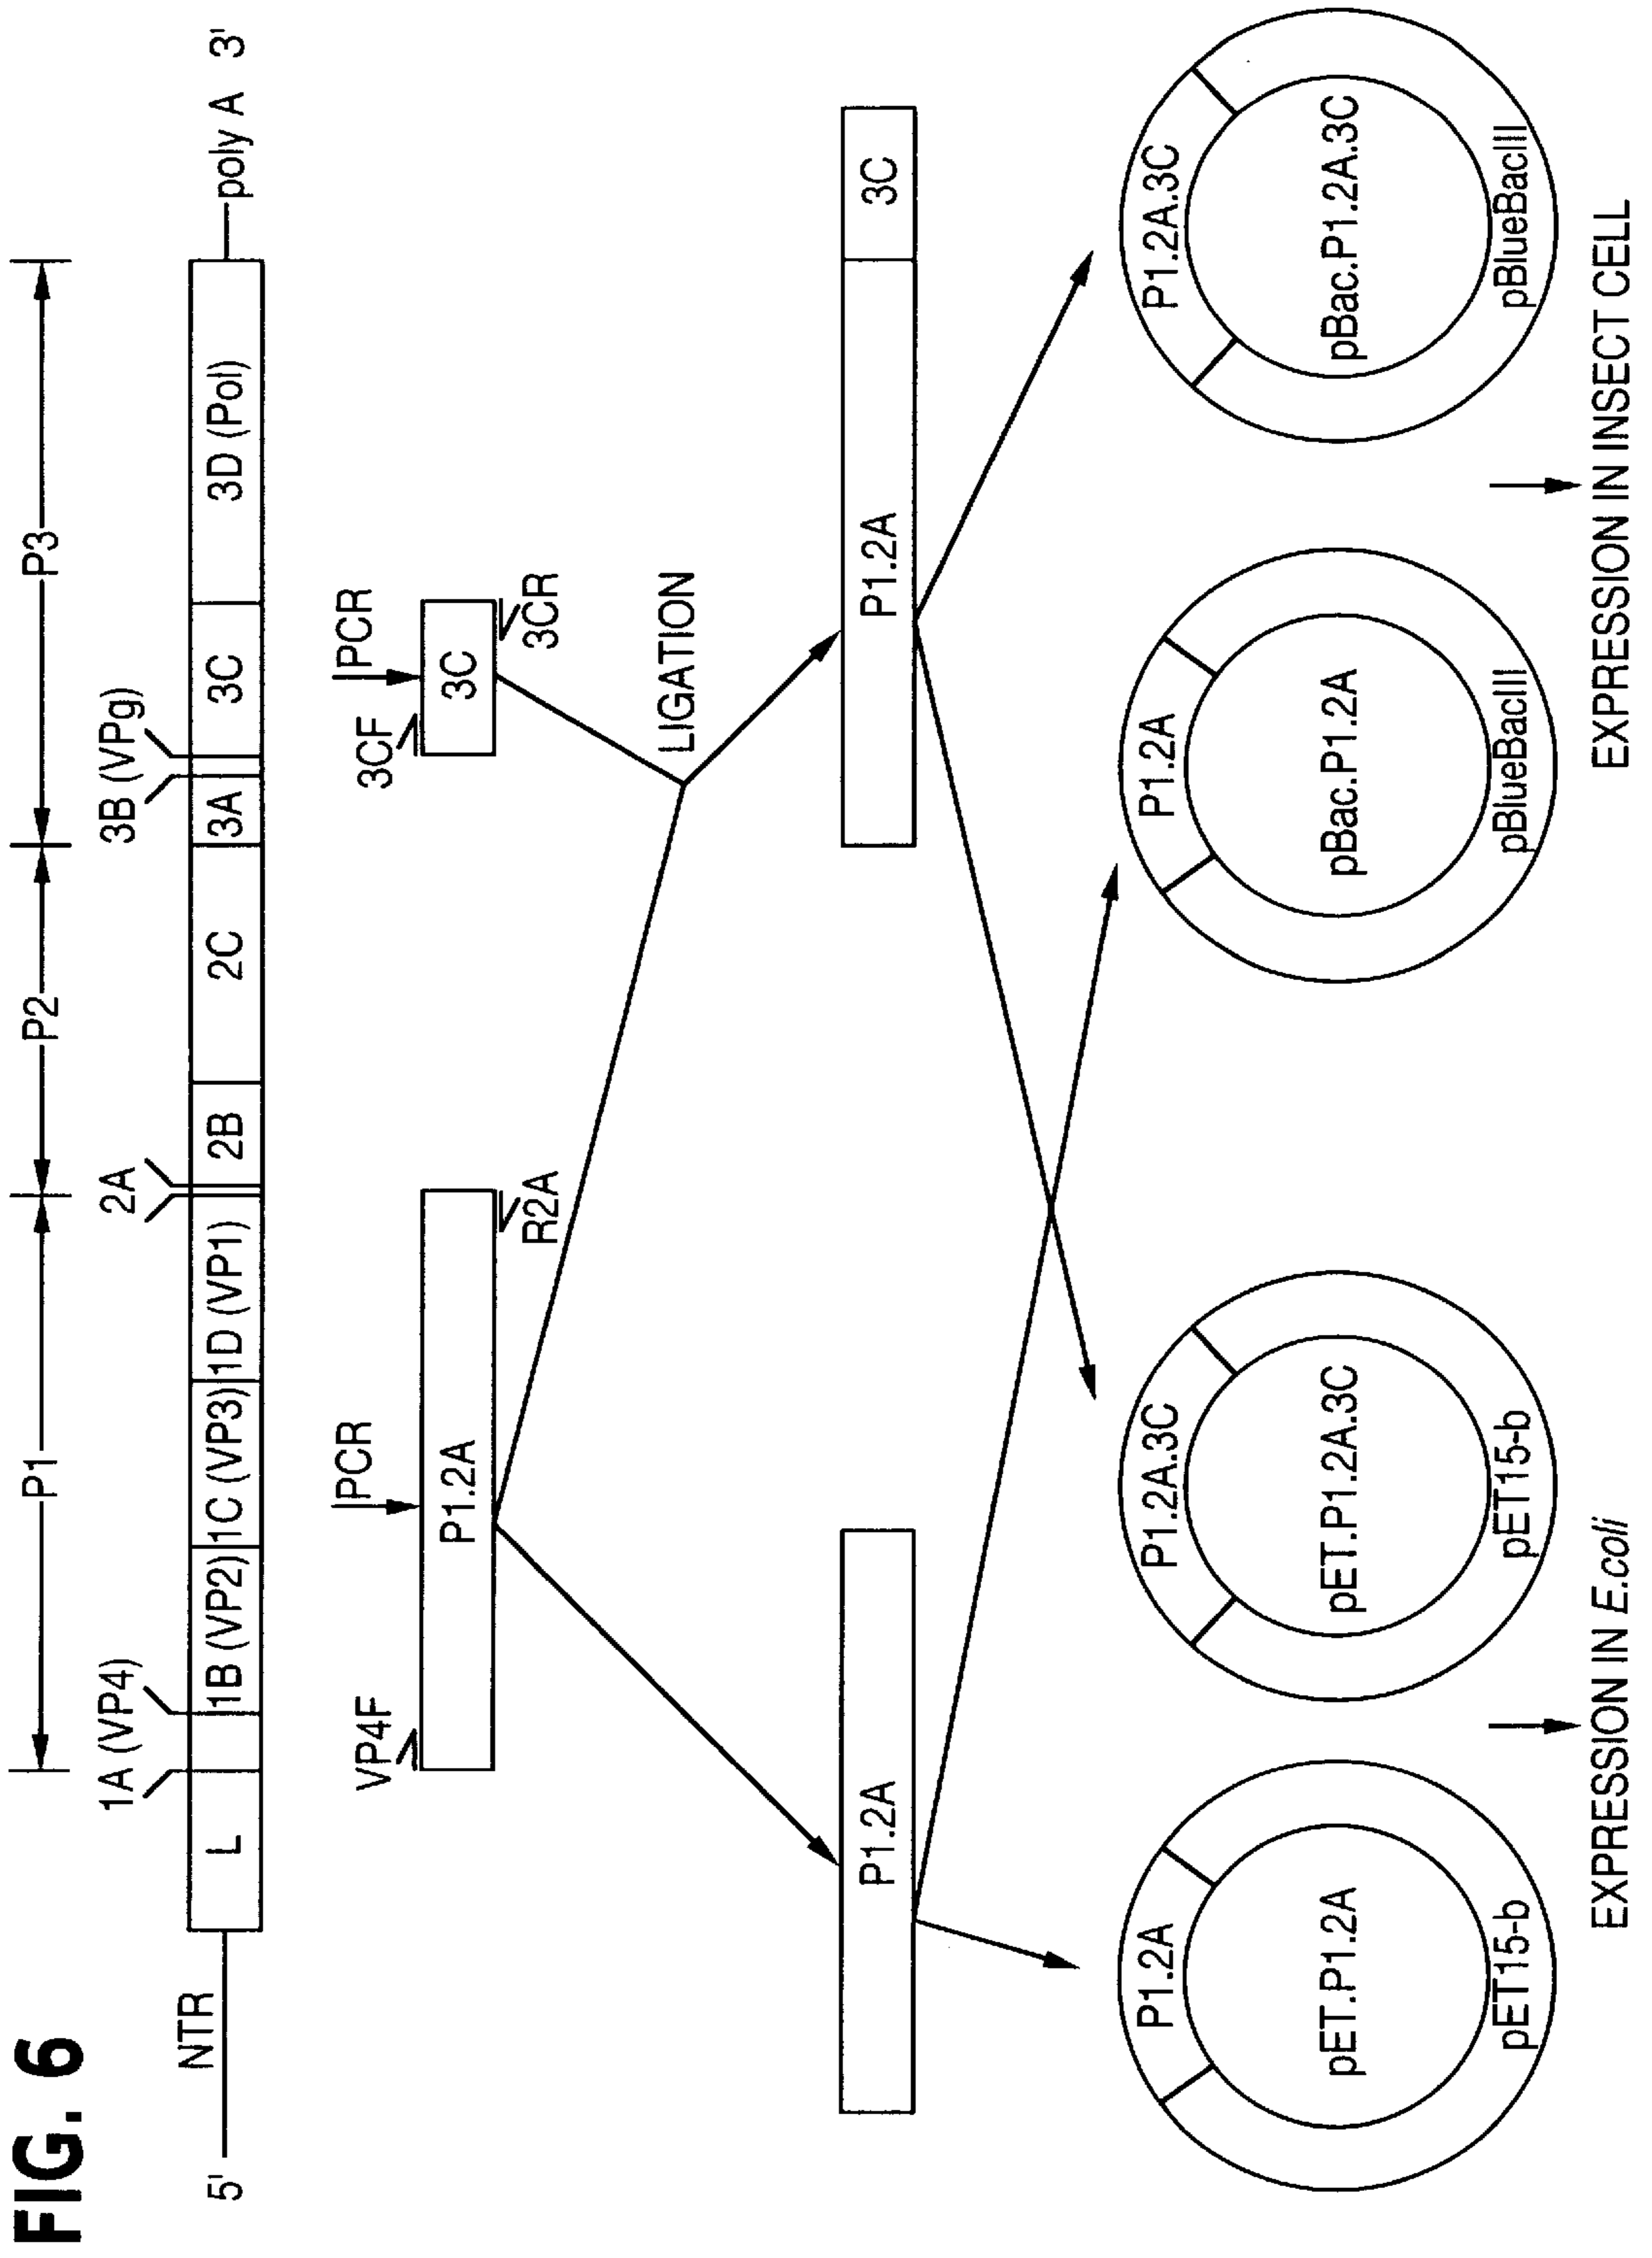 FIG. 6
P1 P2 P3
1A (VP4) 2A 3B (VPg)
5' NTR L 1B (VP2) 1C (VP3) 1D (VP1) 2B 2C 3A 3C 3D (Pol) poly A 3'
PCR PCR
VP4F P1.2A R2A 3CF 3C 3CR
LIGATION
P1.2A P1.2A 3C
P1.2A P1.2A.3C P1.2A P1.2A.3C
pET.P1.2A pET.P1.2A.3C pBac.P1.2A pBac.P1.2A.3C
pET15-b pET15-b pBlueBacIII pBlueBacIII
EXPRESSION IN E.coli EXPRESSION IN INSECT CELL